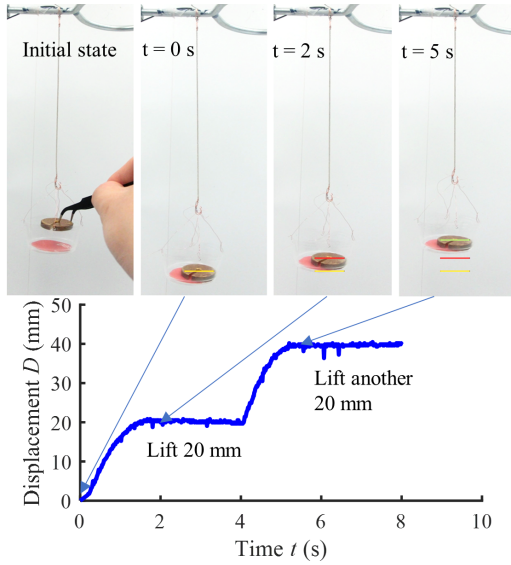 Initial state
t = 0 s
t = 2 s
t = 5 s
50
40
30
20
10
0
Displacement D (mm)
Lift 20 mm
Lift another
20 mm
0
2
4
6
8
10
Time t (s)